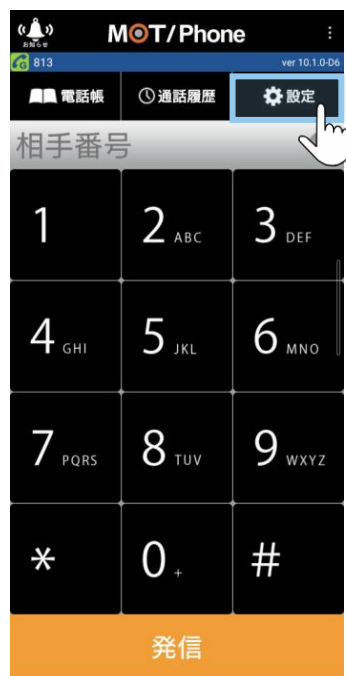 お知らせ
MOT/Phone
813
ver 10.1.0-D6
電話帳
通話履歴
設定
相手番号
1
2 ABC
3 DEF
4 GHI
5 JKL
6 MNO
7 PQRS
8 TUV
9 WXYZ
*
0 +
#
発信